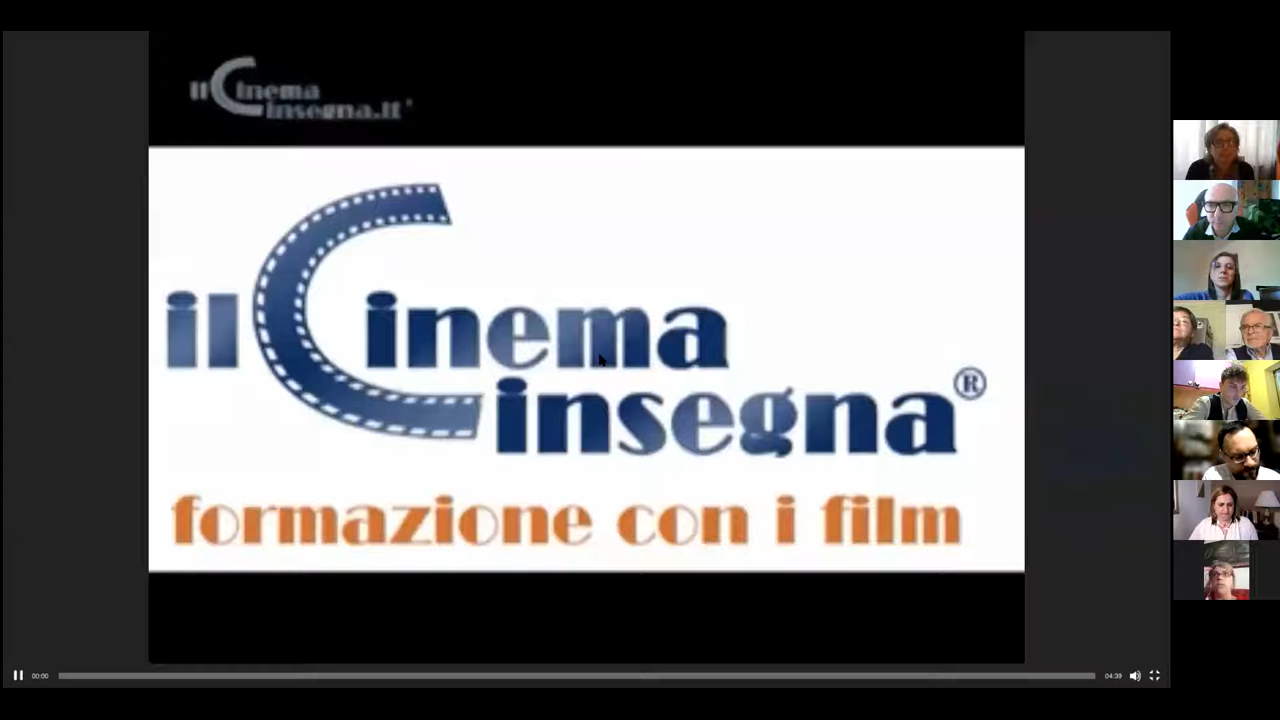 il Cinema
insegna.it®
il Cinema
insegna®
formazione con i film
00:00
04:39